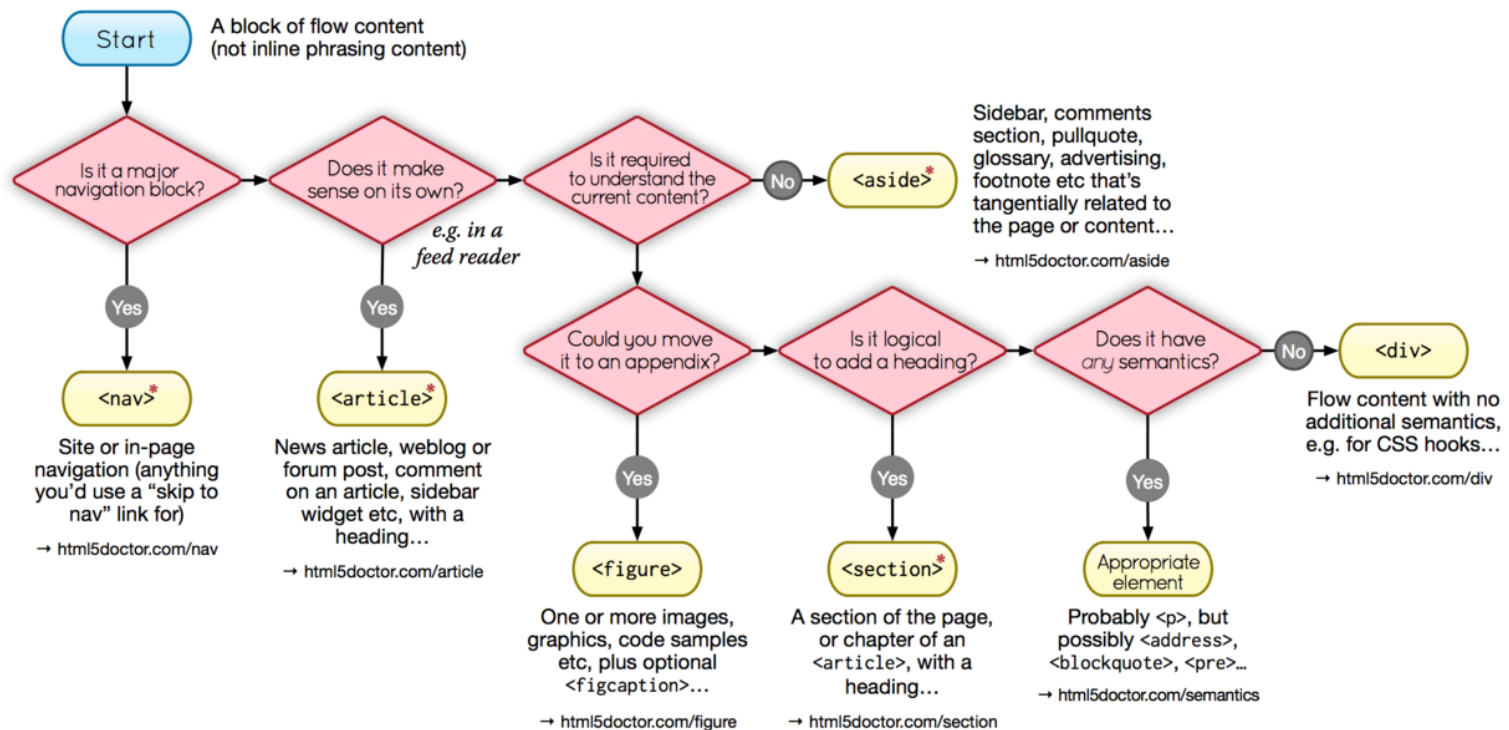 Start
A block of flow content
(not inline phrasing content)
Is it a major
navigation block?
Does it make
sense on its own?
e.g. in a
feed reader
Is it required
to understand the
current content?
No
<aside>*
Sidebar, comments
section, pullquote,
glossary, advertising,
footnote etc that’s
tangentially related to
the page or content…
→ html5doctor.com/aside
Yes
<nav>*
Site or in-page
navigation (anything
you’d use a “skip to
nav” link for)
→ html5doctor.com/nav
Yes
<article>*
News article, weblog or
forum post, comment
on an article, sidebar
widget etc, with a
heading…
→ html5doctor.com/article
Could you move
it to an appendix?
Is it logical
to add a heading?
Does it have
any semantics?
No
<div>
Flow content with no
additional semantics,
e.g. for CSS hooks…
→ html5doctor.com/div
Yes
<figure>
One or more images,
graphics, code samples
etc, plus optional
<figcaption>…
→ html5doctor.com/figure
Yes
<section>*
A section of the page,
or chapter of an
<article>, with a
heading…
→ html5doctor.com/section
Yes
Appropriate
element
Probably <p>, but
possibly <address>,
<blockquote>, <pre>…
→ html5doctor.com/semantics